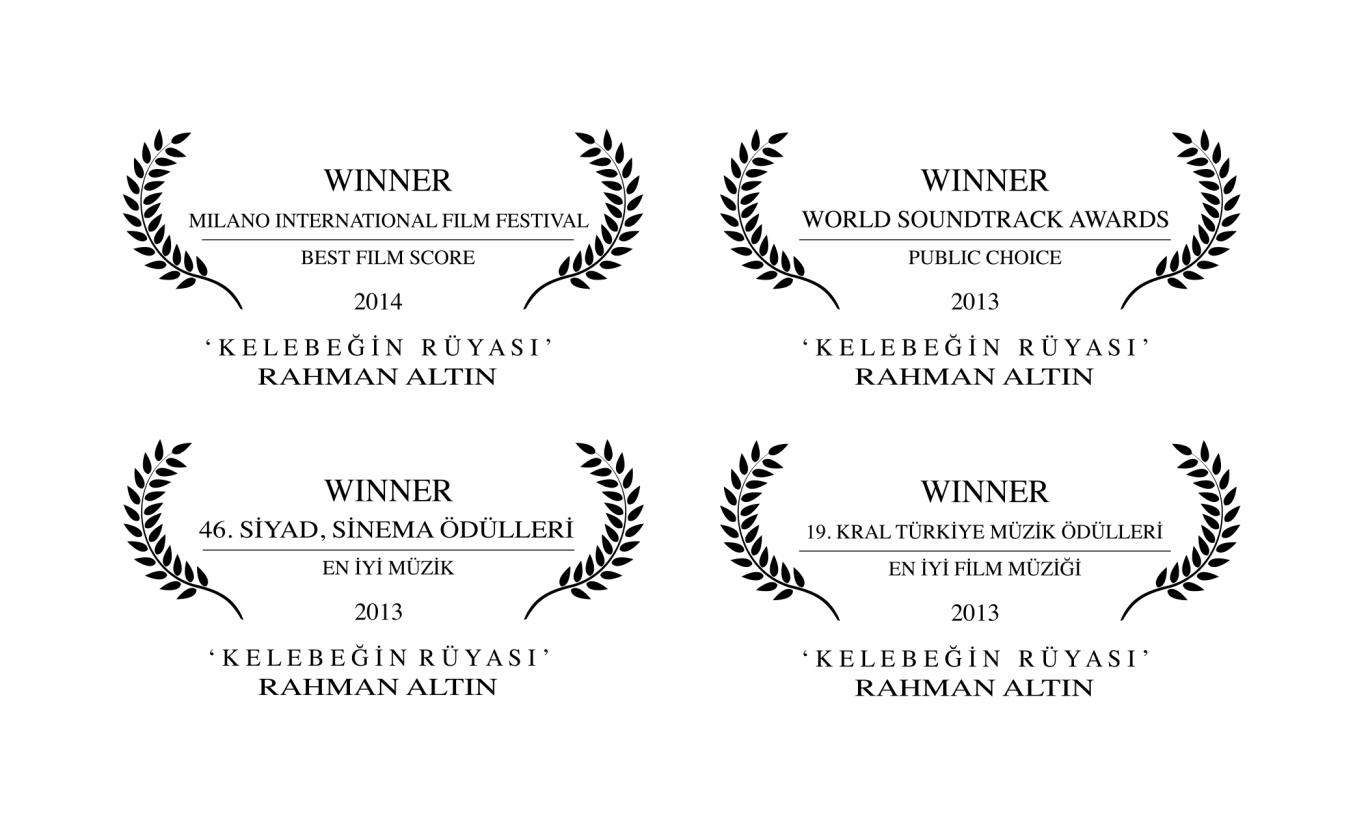 WINNER
MILANO INTERNATIONAL FILM FESTIVAL
BEST FILM SCORE
2014
‘KELEBEĞİN RÜYASI’
RAHMAN ALTIN
WINNER
WORLD SOUNDTRACK AWARDS
PUBLIC CHOICE
2013
‘KELEBEĞİN RÜYASI’
RAHMAN ALTIN
WINNER
46. SİYAD, SİNEMA ÖDÜLLERİ
EN İYİ MÜZİK
2013
‘KELEBEĞİN RÜYASI’
RAHMAN ALTIN
WINNER
19. KRAL TÜRKİYE MÜZİK ÖDÜLLERİ
EN İYİ FİLM MÜZİĞİ
2013
‘KELEBEĞİN RÜYASI’
RAHMAN ALTIN